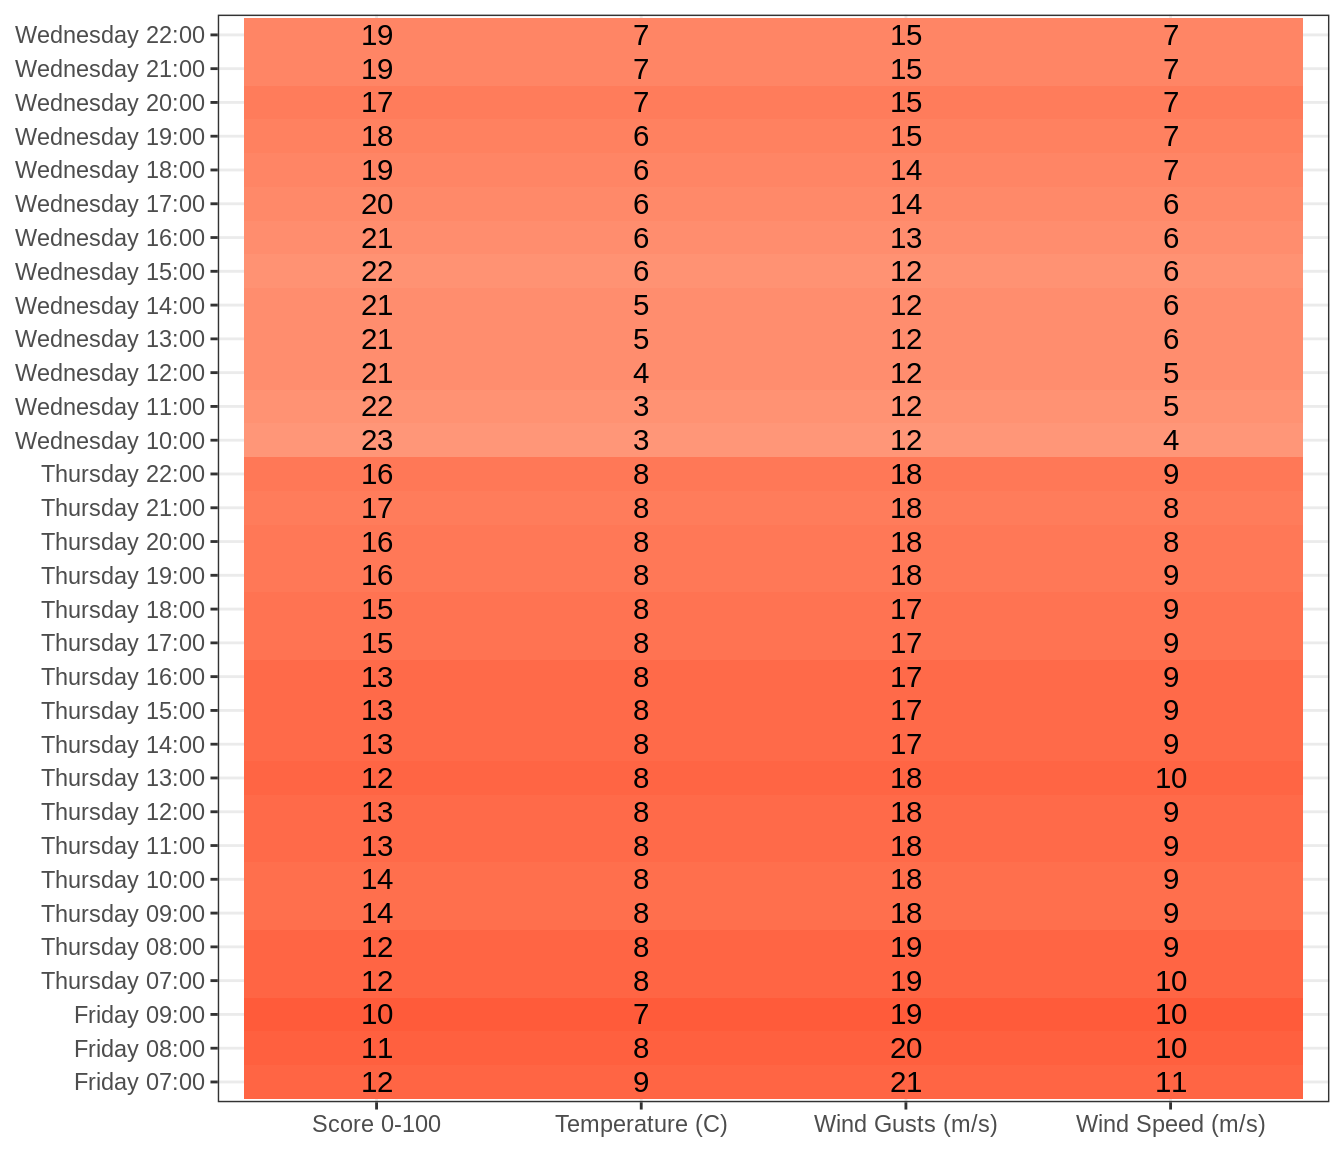 Wednesday 22:00 19 7 15 7
Wednesday 21:00 19 7 15 7
Wednesday 20:00 17 7 15 7
Wednesday 19:00 18 6 15 7
Wednesday 18:00 19 6 14 7
Wednesday 17:00 20 6 14 6
Wednesday 16:00 21 6 13 6
Wednesday 15:00 22 6 12 6
Wednesday 14:00 21 5 12 6
Wednesday 13:00 21 5 12 6
Wednesday 12:00 21 4 12 5
Wednesday 11:00 22 3 12 5
Wednesday 10:00 23 3 12 4
Thursday 22:00 16 8 18 9
Thursday 21:00 17 8 18 8
Thursday 20:00 16 8 18 8
Thursday 19:00 16 8 18 9
Thursday 18:00 15 8 17 9
Thursday 17:00 15 8 17 9
Thursday 16:00 13 8 17 9
Thursday 15:00 13 8 17 9
Thursday 14:00 13 8 17 9
Thursday 13:00 12 8 18 10
Thursday 12:00 13 8 18 9
Thursday 11:00 13 8 18 9
Thursday 10:00 14 8 18 9
Thursday 09:00 14 8 18 9
Thursday 08:00 12 8 19 9
Thursday 07:00 12 8 19 10
Friday 09:00 10 7 19 10
Friday 08:00 11 8 20 10
Friday 07:00 12 9 21 11
Score 0-100 Temperature (C) Wind Gusts (m/s) Wind Speed (m/s)